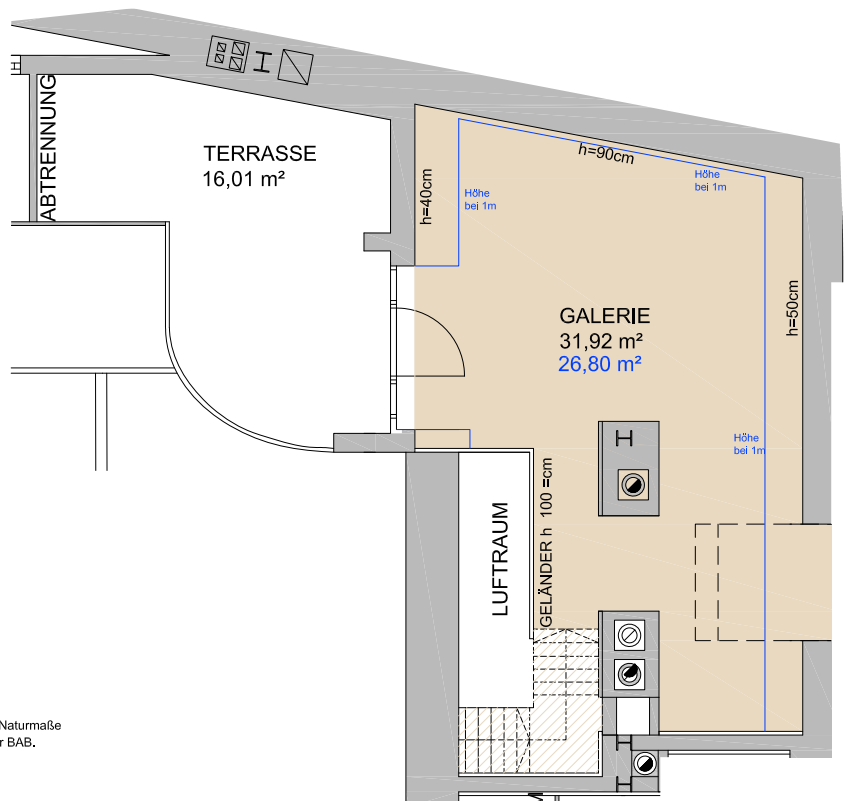 ABTRENNUNG
TERRASSE
16,01 m²
h=40cm
Höhe
bei 1m
h=90cm
Höhe
bei 1m
h=50cm
GALERIE
31,92 m²
26,80 m²
Höhe
bei 1m
LUFTRAUM
GELÄNDER h 100 =cm
Naturmaße
r BAB.